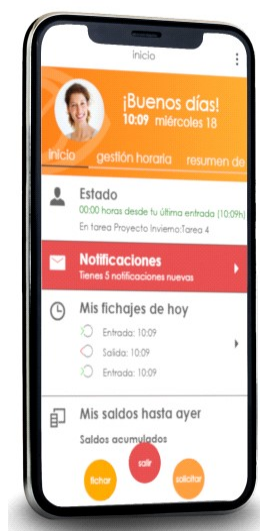 inicio
¡Buenos días!
10:09 miércoles 18
inicio gestión horaria resumen de
Estado
00:00 horas desde tu última entrada (10:09h)
En tarea Proyecto Invierno:Tarea 4
Notificaciones
Tienes 5 notificaciones nuevas
Mis fichajes de hoy
Entrada: 10:09
Salida: 10:09
Entrada: 10:09
Mis saldos hasta ayer
Saldos acumulados
fichar salir solicitar